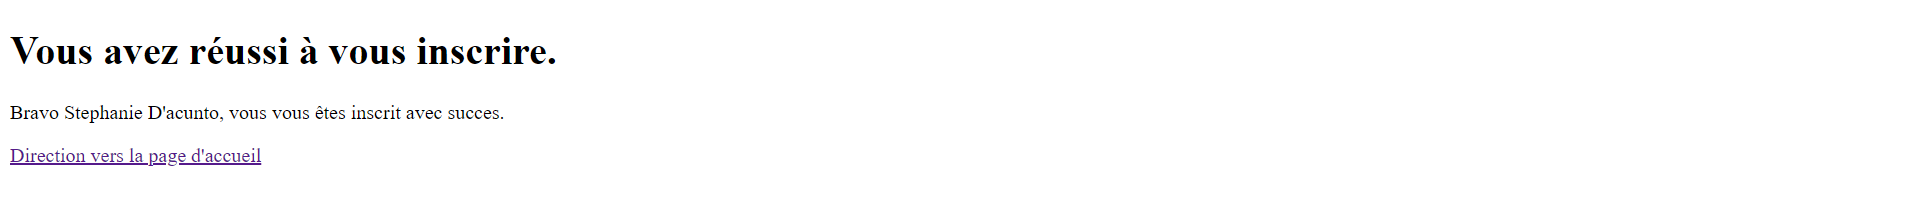 Vous avez réussi à vous inscrire.
Bravo Stephanie D'acunto, vous vous êtes inscrit avec succes.
Direction vers la page d'accueil